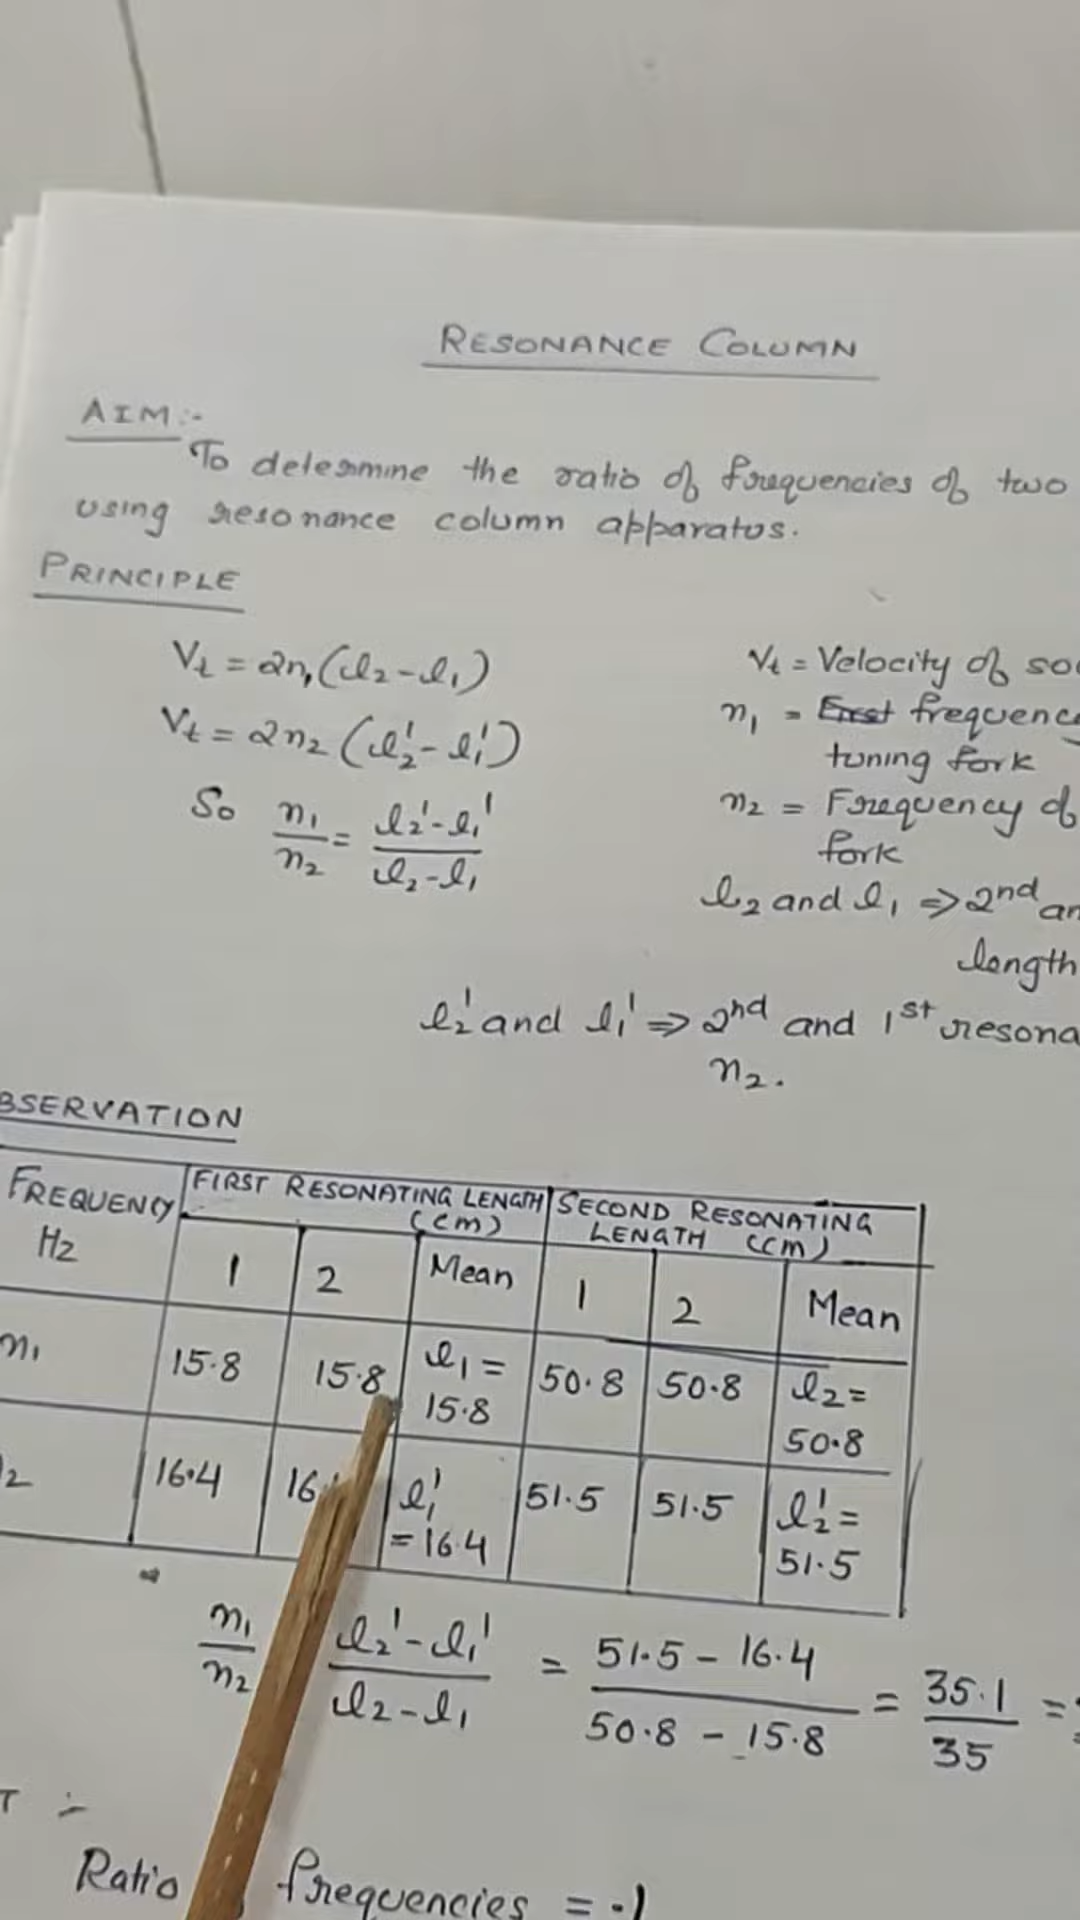 RESONANCE COLUMN
AIM:-
To determine the ratio of frequencies of two
using resonance column apparatus.
PRINCIPLE
Vt = 2n1(l2-l1)
Vt = 2n2 (l2'-l1')
So n1/n2 = l2'-l1'/l2-l1
Vt = Velocity of so
n1 = frequenc
tuning fork
n2 = Frequency of
fork
l2 and l1 ⇒ 2nd an
length
l2' and l1' ⇒ 2nd and 1st resona
n2.
BSERVATION
FREQUENCY Hz
FIRST RESONATING LENGTH (cm)
SECOND RESONATING LENGTH (cm)
1 2 Mean 1 2 Mean
n1 15.8 15.8 l1 = 15.8 50.8 50.8 l2 = 50.8
2 16.4 16. l1' = 16.4 51.5 51.5 l2' = 51.5
n1/n2 l2'-l1'/l2-l1 = 51.5 - 16.4/50.8 - 15.8 = 35.1/35 =
T :-
Ratio frequencies = -1